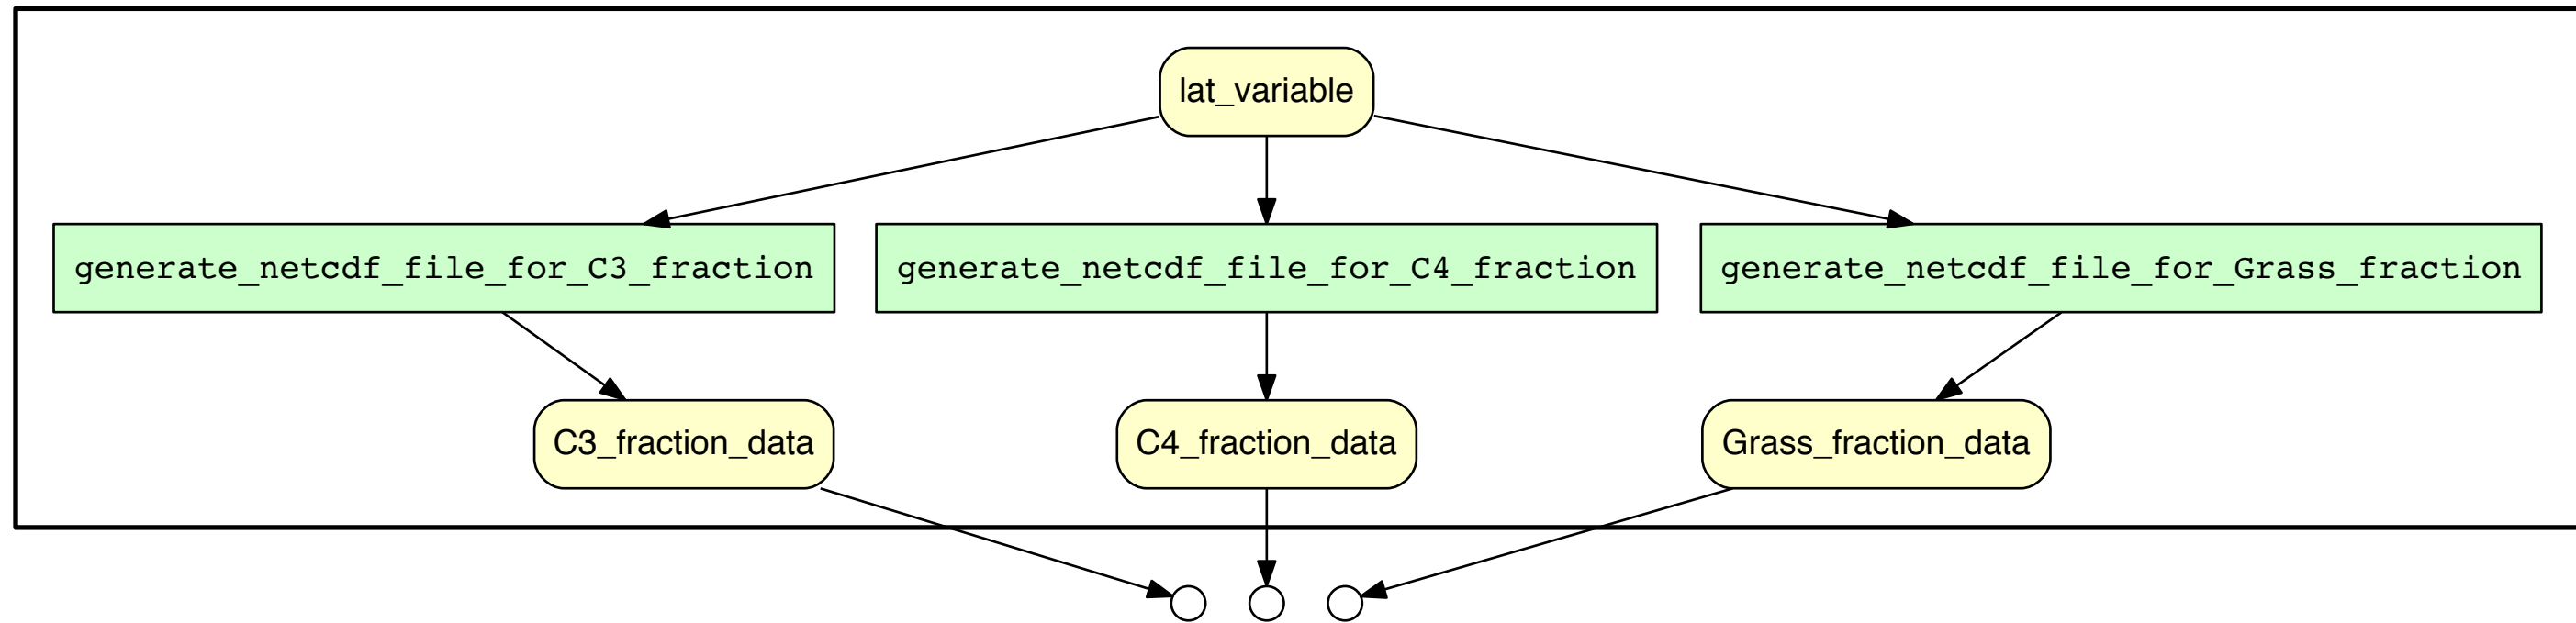 lat_variable
generate_netcdf_file_for_C3_fraction
generate_netcdf_file_for_C4_fraction
generate_netcdf_file_for_Grass_fraction
C3_fraction_data
C4_fraction_data
Grass_fraction_data